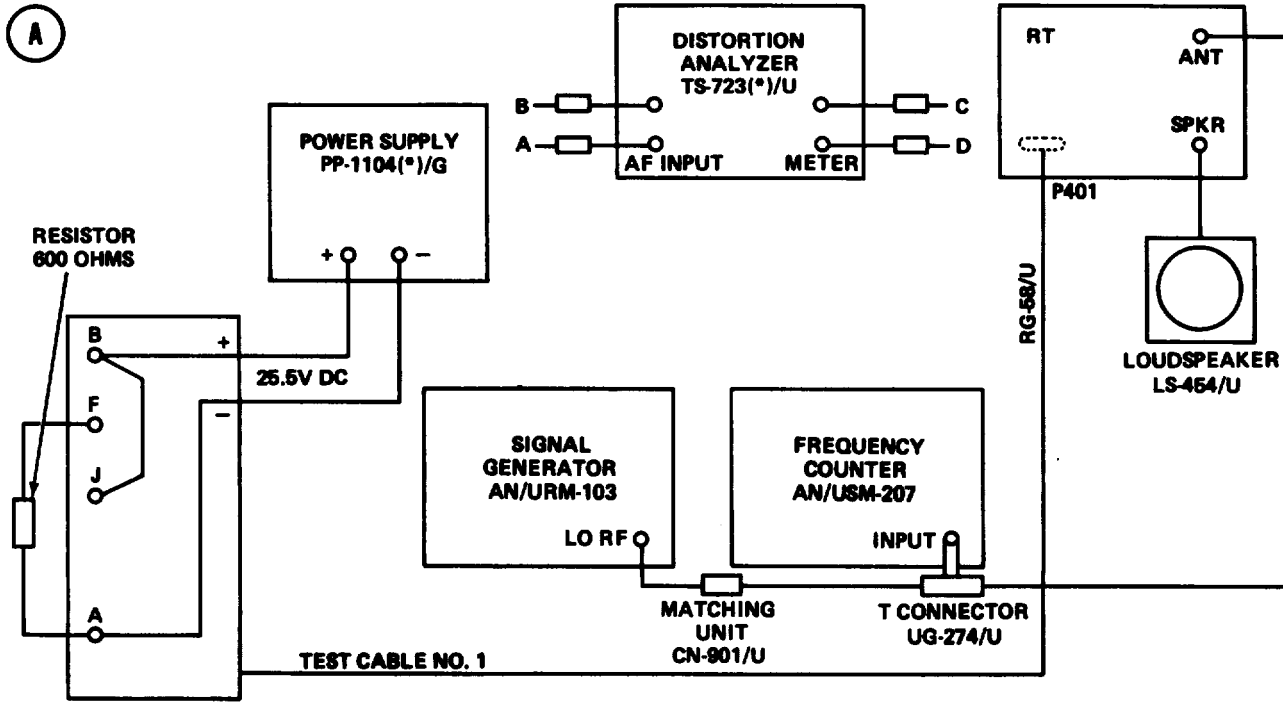 A
DISTORTION
ANALYZER
TS-723(*)/U
B
A
AF INPUT
METER
C
D
RT
ANT
SPKR
P401
POWER SUPPLY
PP-1104(*)/G
+
−
RESISTOR
600 OHMS
B
F
J
A
+
25.5V DC
−
RG-58/U
LOUDSPEAKER
LS-454/U
SIGNAL
GENERATOR
AN/URM-103
LO RF
FREQUENCY
COUNTER
AN/USM-207
INPUT
MATCHING
UNIT
CN-901/U
T CONNECTOR
UG-274/U
TEST CABLE NO. 1